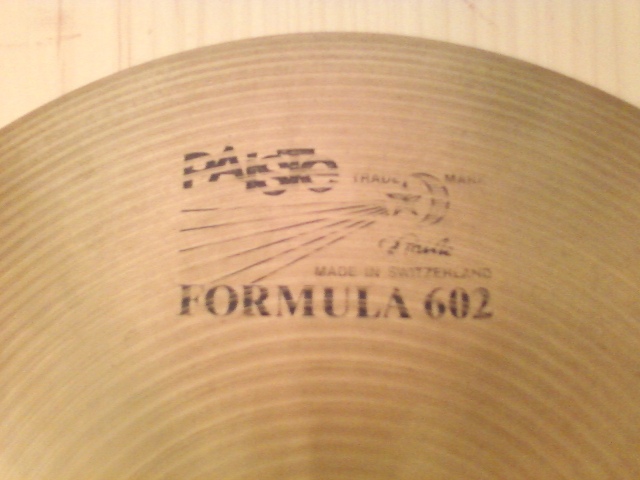 PAISTE
TRADE MARK
MADE IN SWITZERLAND
FORMULA 602